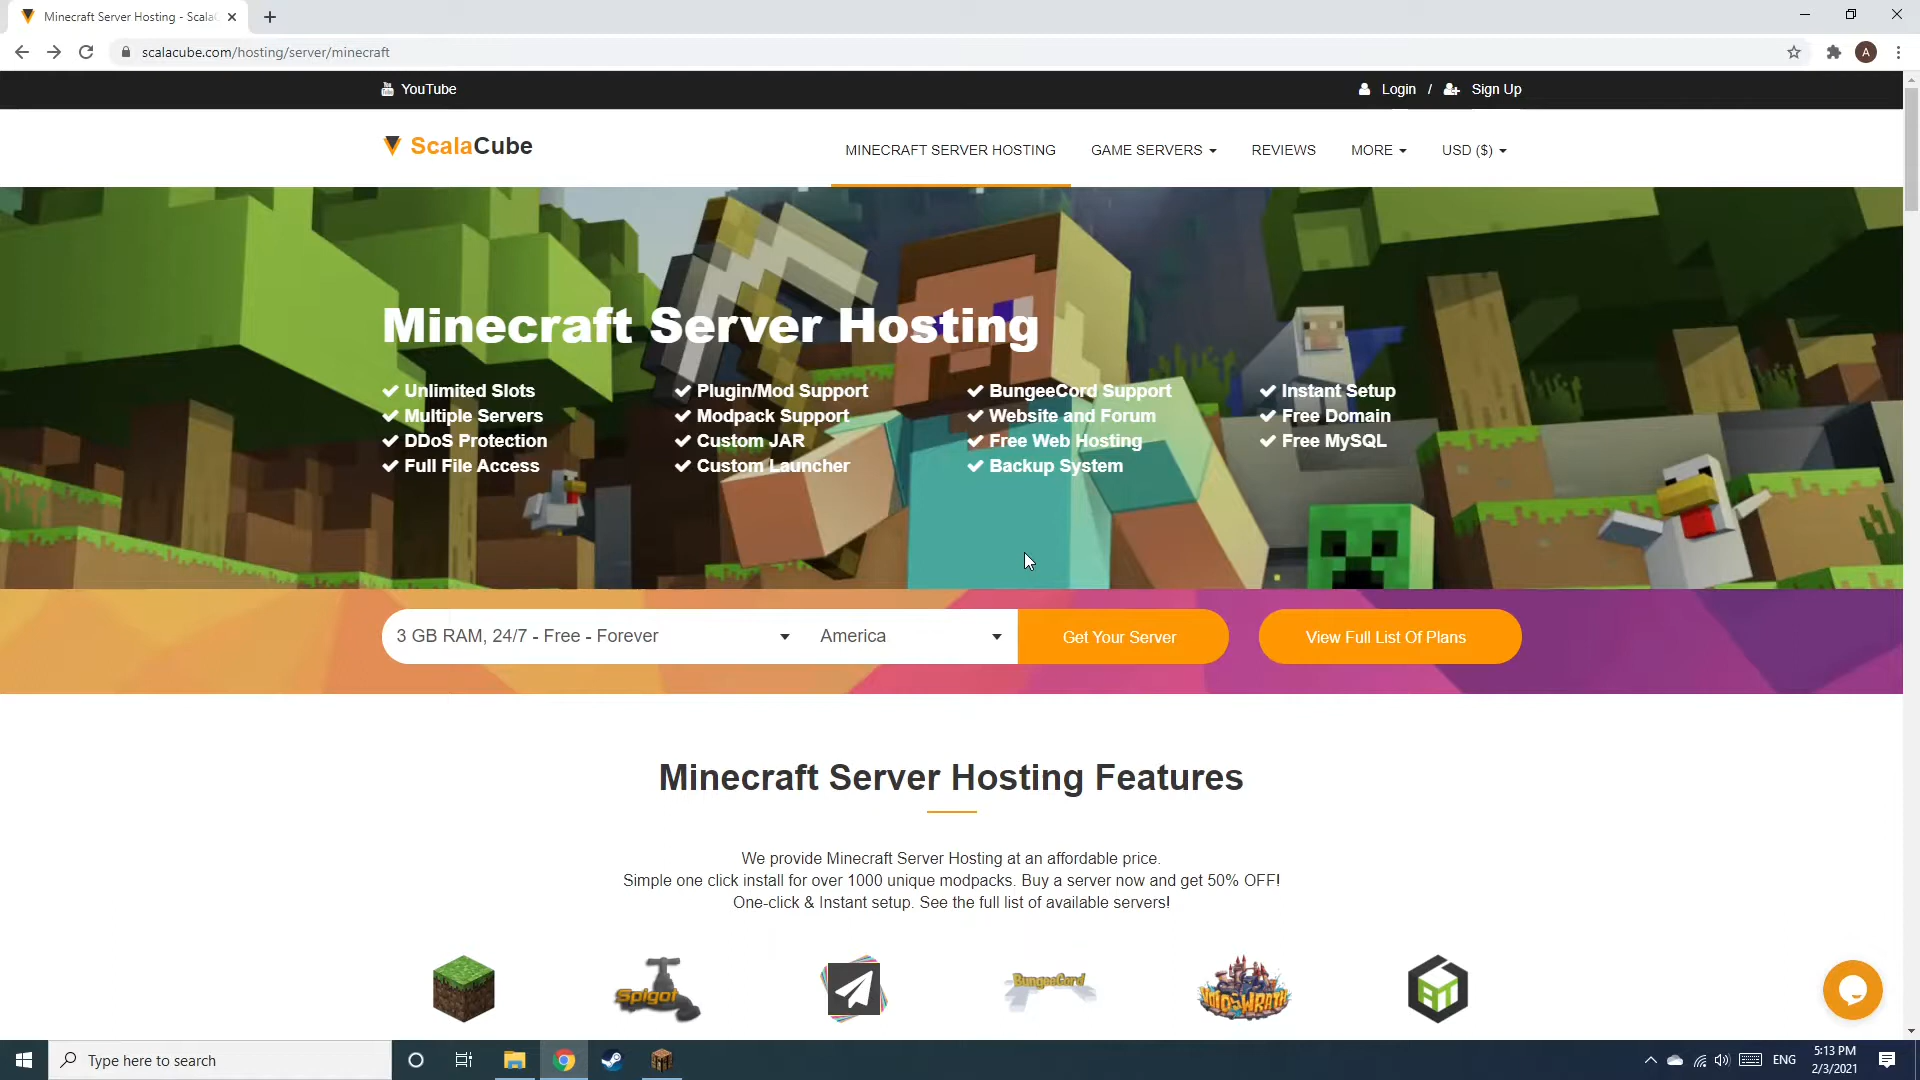 Minecraft Server Hosting - Scala
scalacube.com/hosting/server/minecraft
A
YouTube
Login / Sign Up
ScalaCube
MINECRAFT SERVER HOSTING
GAME SERVERS
REVIEWS
MORE
USD ($)
Minecraft Server Hosting
Unlimited Slots
Multiple Servers
DDoS Protection
Full File Access
Plugin/Mod Support
Modpack Support
Custom JAR
Custom Launcher
BungeeCord Support
Website and Forum
Free Web Hosting
Backup System
Instant Setup
Free Domain
Free MySQL
3 GB RAM, 24/7 - Free - Forever
America
Get Your Server
View Full List Of Plans
Minecraft Server Hosting Features
We provide Minecraft Server Hosting at an affordable price.
Simple one click install for over 1000 unique modpacks. Buy a server now and get 50% OFF!
One-click & Instant setup. See the full list of available servers!
Spigot
BungeeCord
VOIDSWRATH
Type here to search
ENG
5:13 PM
2/3/2021